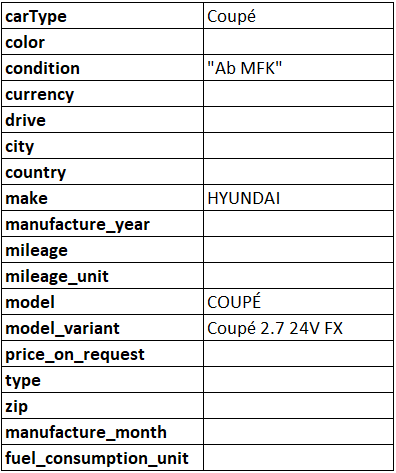 carType Coupé
color
condition "Ab MFK"
currency
drive
city
country
make HYUNDAI
manufacture_year
mileage
mileage_unit
model COUPÉ
model_variant Coupé 2.7 24V FX
price_on_request
type
zip
manufacture_month
fuel_consumption_unit